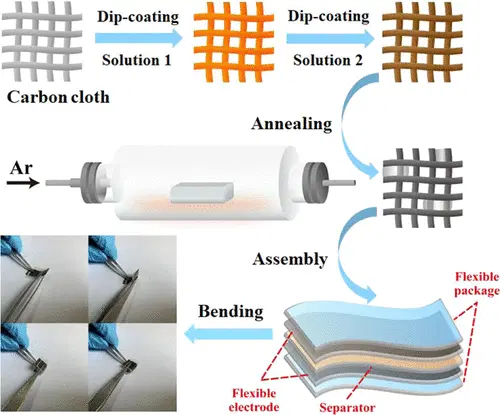 Dip-coating
Solution 1
Dip-coating
Solution 2
Carbon cloth
Annealing
Ar
Assembly
Bending
Flexible
package
Flexible
electrode
Separator